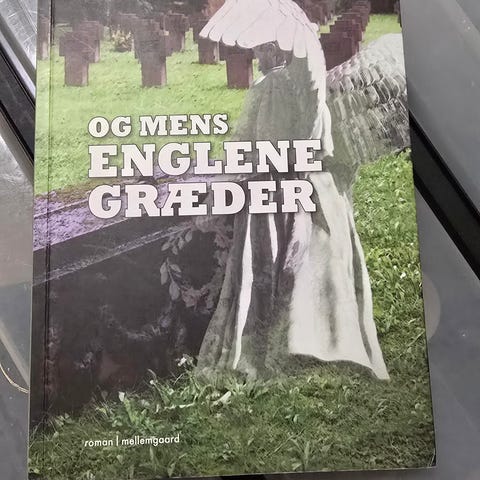 OG MENS
ENGLENE
GRÆDER
roman | mellemgaard